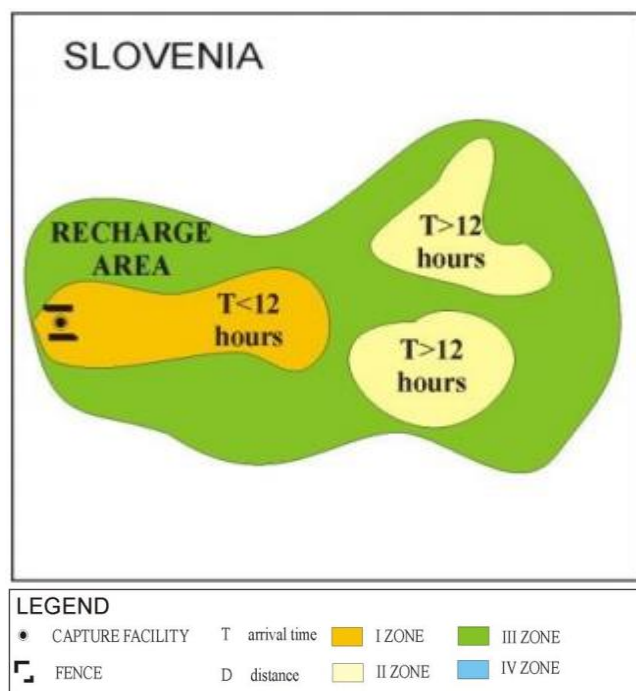 SLOVENIA
RECHARGE
AREA
T<12
hours
T>12
hours
T>12
hours
LEGEND
CAPTURE FACILITY T arrival time I ZONE III ZONE
FENCE D distance II ZONE IV ZONE